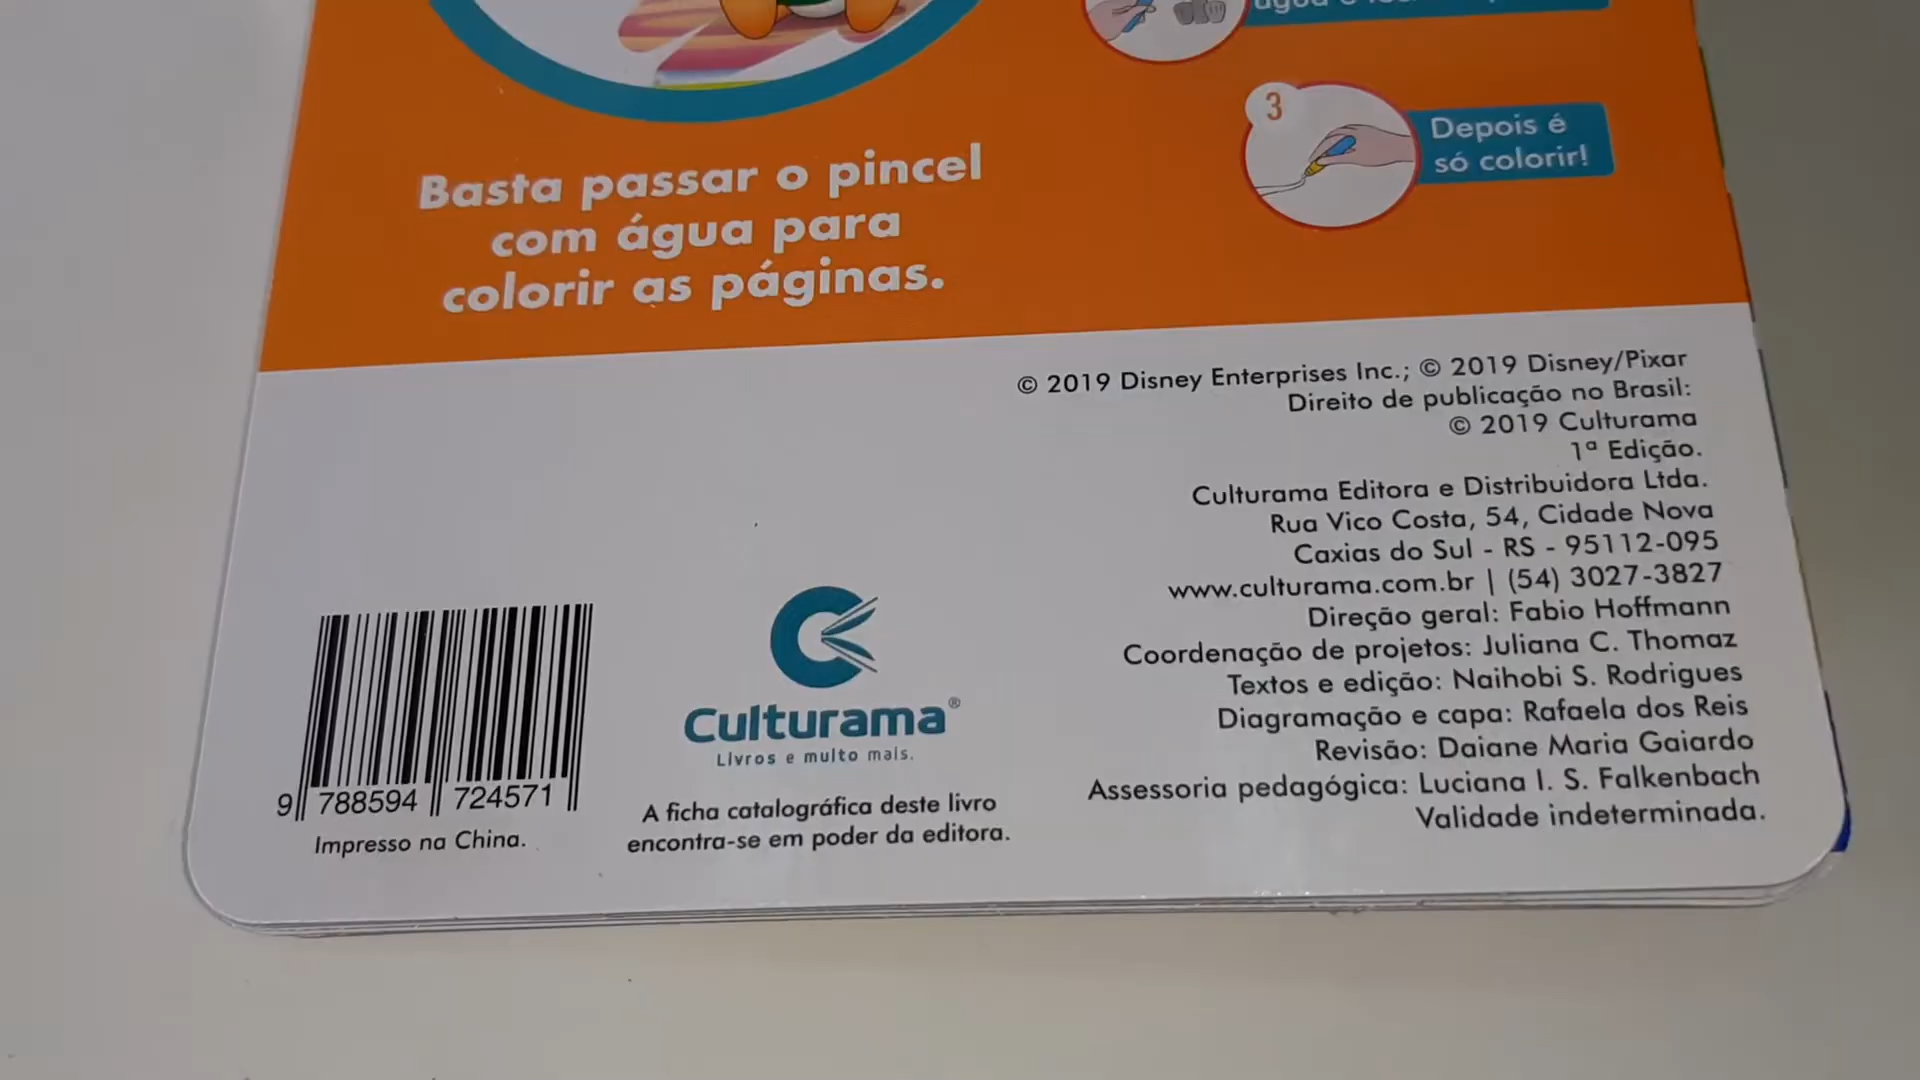 3
Depois é
só colorir!
Basta passar o pincel
com água para
colorir as páginas.
© 2019 Disney Enterprises Inc.; © 2019 Disney/Pixar
Direito de publicação no Brasil:
© 2019 Culturama
1ª Edição.
Culturama Editora e Distribuidora Ltda.
Rua Vico Costa, 54, Cidade Nova
Caxias do Sul - RS - 95112-095
www.culturama.com.br | (54) 3027-3827
Direção geral: Fabio Hoffmann
Coordenação de projetos: Juliana C. Thomaz
Textos e edição: Naihobi S. Rodrigues
Diagramação e capa: Rafaela dos Reis
Revisão: Daiane Maria Gaiardo
Assessoria pedagógica: Luciana I. S. Falkenbach
Validade indeterminada.
Culturama®
Livros e muito mais.
A ficha catalográfica deste livro
encontra-se em poder da editora.
9 788594 724571
Impresso na China.